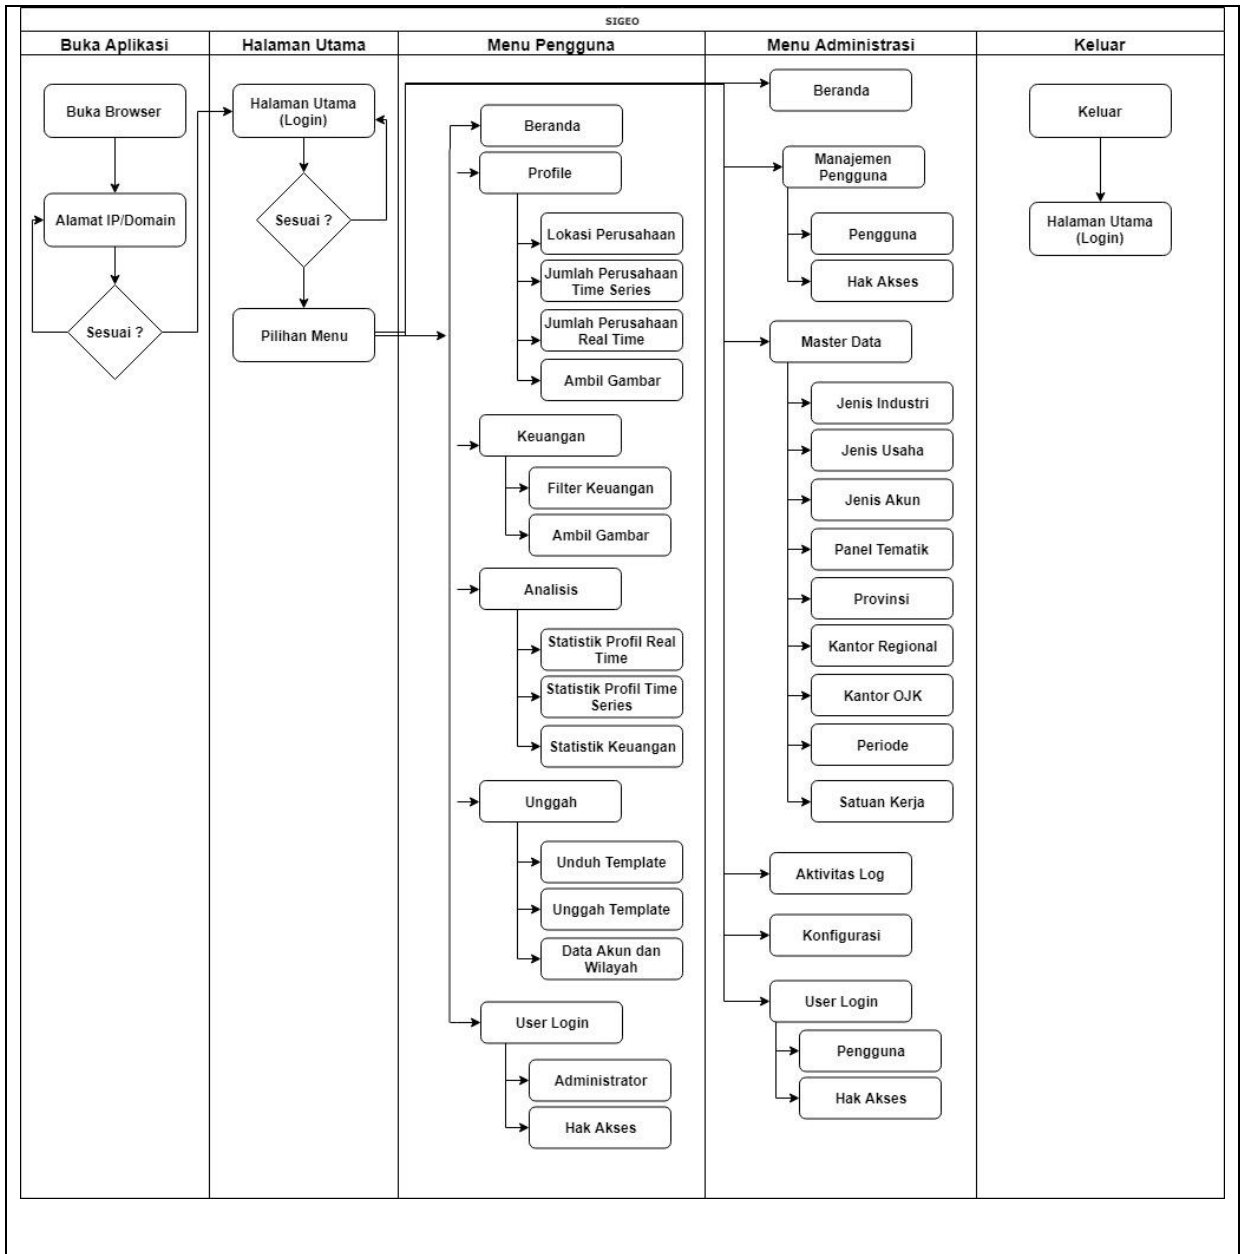 SIGEO
Buka Aplikasi
Halaman Utama
Menu Pengguna
Menu Administrasi
Keluar
Buka Browser
Alamat IP/Domain
Sesuai ?
Halaman Utama
(Login)
Sesuai ?
Pilihan Menu
Beranda
Profile
Lokasi Perusahaan
Jumlah Perusahaan
Time Series
Jumlah Perusahaan
Real Time
Ambil Gambar
Keuangan
Filter Keuangan
Ambil Gambar
Analisis
Statistik Profil Real
Time
Statistik Profil Time
Series
Statistik Keuangan
Unggah
Unduh Template
Unggah Template
Data Akun dan
Wilayah
User Login
Administrator
Hak Akses
Beranda
Manajemen
Pengguna
Pengguna
Hak Akses
Master Data
Jenis Industri
Jenis Usaha
Jenis Akun
Panel Tematik
Provinsi
Kantor Regional
Kantor OJK
Periode
Satuan Kerja
Aktivitas Log
Konfigurasi
User Login
Pengguna
Hak Akses
Keluar
Halaman Utama
(Login)